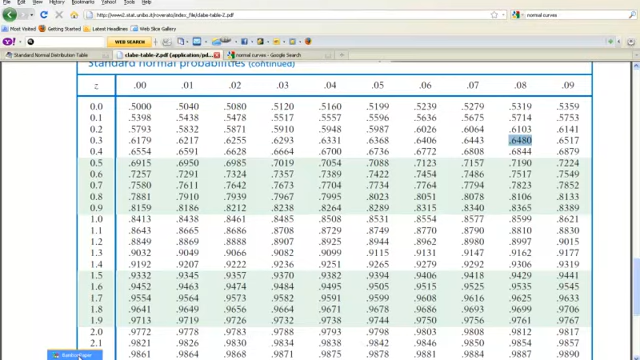 File Edit View History Bookmarks Tools Help
http://www2.stat.unibo.it/roverato/index_file/clabe-table-2.pdf
normal curves
Most Visited Getting Started Latest Headlines Web Slice Gallery
WEB SEARCH
Standard Normal Distribution Table
clabe-table-2.pdf (application/pd...
normal curves - Google Search
Standard normal probabilities (continued)
z .00 .01 .02 .03 .04 .05 .06 .07 .08 .09
0.0 .5000 .5040 .5080 .5120 .5160 .5199 .5239 .5279 .5319 .5359
0.1 .5398 .5438 .5478 .5517 .5557 .5596 .5636 .5675 .5714 .5753
0.2 .5793 .5832 .5871 .5910 .5948 .5987 .6026 .6064 .6103 .6141
0.3 .6179 .6217 .6255 .6293 .6331 .6368 .6406 .6443 .6480 .6517
0.4 .6554 .6591 .6628 .6664 .6700 .6736 .6772 .6808 .6844 .6879
0.5 .6915 .6950 .6985 .7019 .7054 .7088 .7123 .7157 .7190 .7224
0.6 .7257 .7291 .7324 .7357 .7389 .7422 .7454 .7486 .7517 .7549
0.7 .7580 .7611 .7642 .7673 .7704 .7734 .7764 .7794 .7823 .7852
0.8 .7881 .7910 .7939 .7967 .7995 .8023 .8051 .8078 .8106 .8133
0.9 .8159 .8186 .8212 .8238 .8264 .8289 .8315 .8340 .8365 .8389
1.0 .8413 .8438 .8461 .8485 .8508 .8531 .8554 .8577 .8599 .8621
1.1 .8643 .8665 .8686 .8708 .8729 .8749 .8770 .8790 .8810 .8830
1.2 .8849 .8869 .8888 .8907 .8925 .8944 .8962 .8980 .8997 .9015
1.3 .9032 .9049 .9066 .9082 .9099 .9115 .9131 .9147 .9162 .9177
1.4 .9192 .9207 .9222 .9236 .9251 .9265 .9279 .9292 .9306 .9319
1.5 .9332 .9345 .9357 .9370 .9382 .9394 .9406 .9418 .9429 .9441
1.6 .9452 .9463 .9474 .9484 .9495 .9505 .9515 .9525 .9535 .9545
1.7 .9554 .9564 .9573 .9582 .9591 .9599 .9608 .9616 .9625 .9633
1.8 .9641 .9649 .9656 .9664 .9671 .9678 .9686 .9693 .9699 .9706
1.9 .9713 .9719 .9726 .9732 .9738 .9744 .9750 .9756 .9761 .9767
2.0 .9772 .9778 .9783 .9788 .9793 .9798 .9803 .9808 .9812 .9817
2.1 .9821 .9826 .9830 .9834 .9838 .9842 .9846 .9850 .9854 .9857
.9861 .9864 .9868 .9871 .9875 .9878 .9881 .9884 .9887 .9890